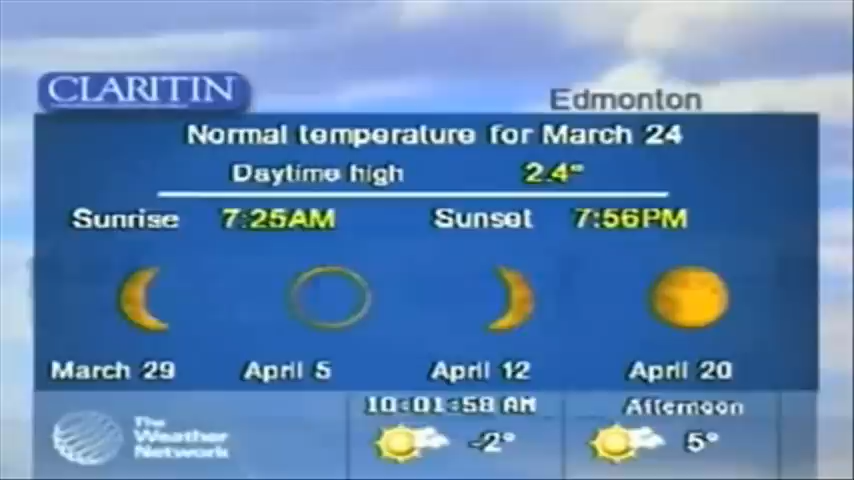 CLARITIN
Edmonton
Normal temperature for March 24
Daytime high 2.4°
Sunrise 7:25AM Sunset 7:56PM
March 29 April 5 April 12 April 20
10:01:58 AM Afternoon
The Weather Network
-2° 5°